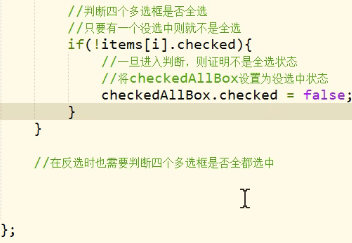 //判断四个多选框是否全选
//只要有一个没选中则就不是全选
if(!items[i].checked){
//一旦进入判断，则证明不是全选状态
//将checkedAllBox设置为没选中状态
checkedAllBox.checked = false;
}
}
//在反选时也需要判断四个多选框是否全都选中
};